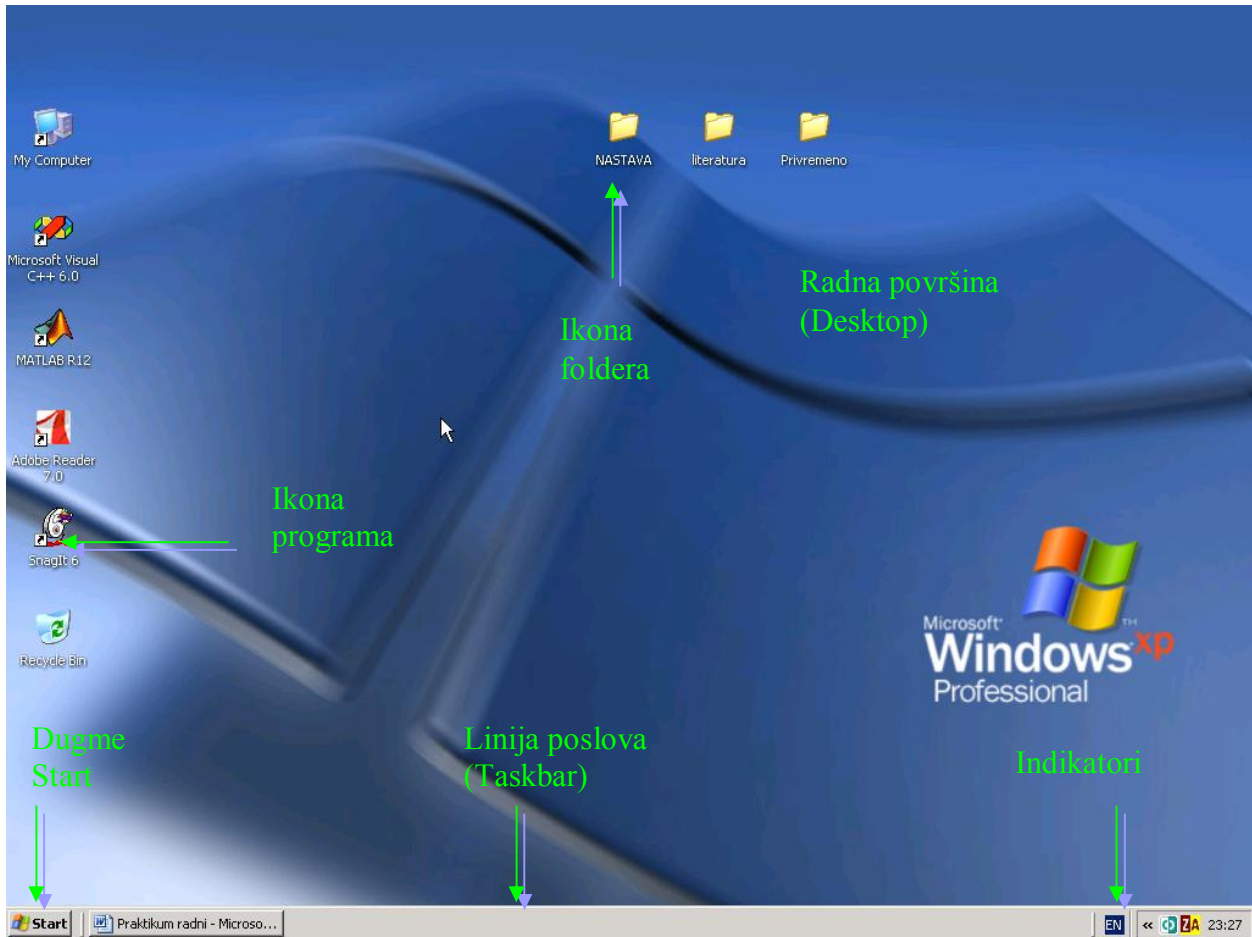 My Computer
NASTAVA
literatura
Privremeno
Microsoft Visual
C++ 6.0
Radna površina
(Desktop)
Ikona
foldera
MATLAB R12
Adobe Reader
7.0
Ikona
programa
SnagIt 6
Recycle Bin
Microsoft
Windows xp
TM
Professional
Dugme
Start
Linija poslova
(Taskbar)
Indikatori
Start
Praktikum radni - Microso...
EN
«
ZA
23:27